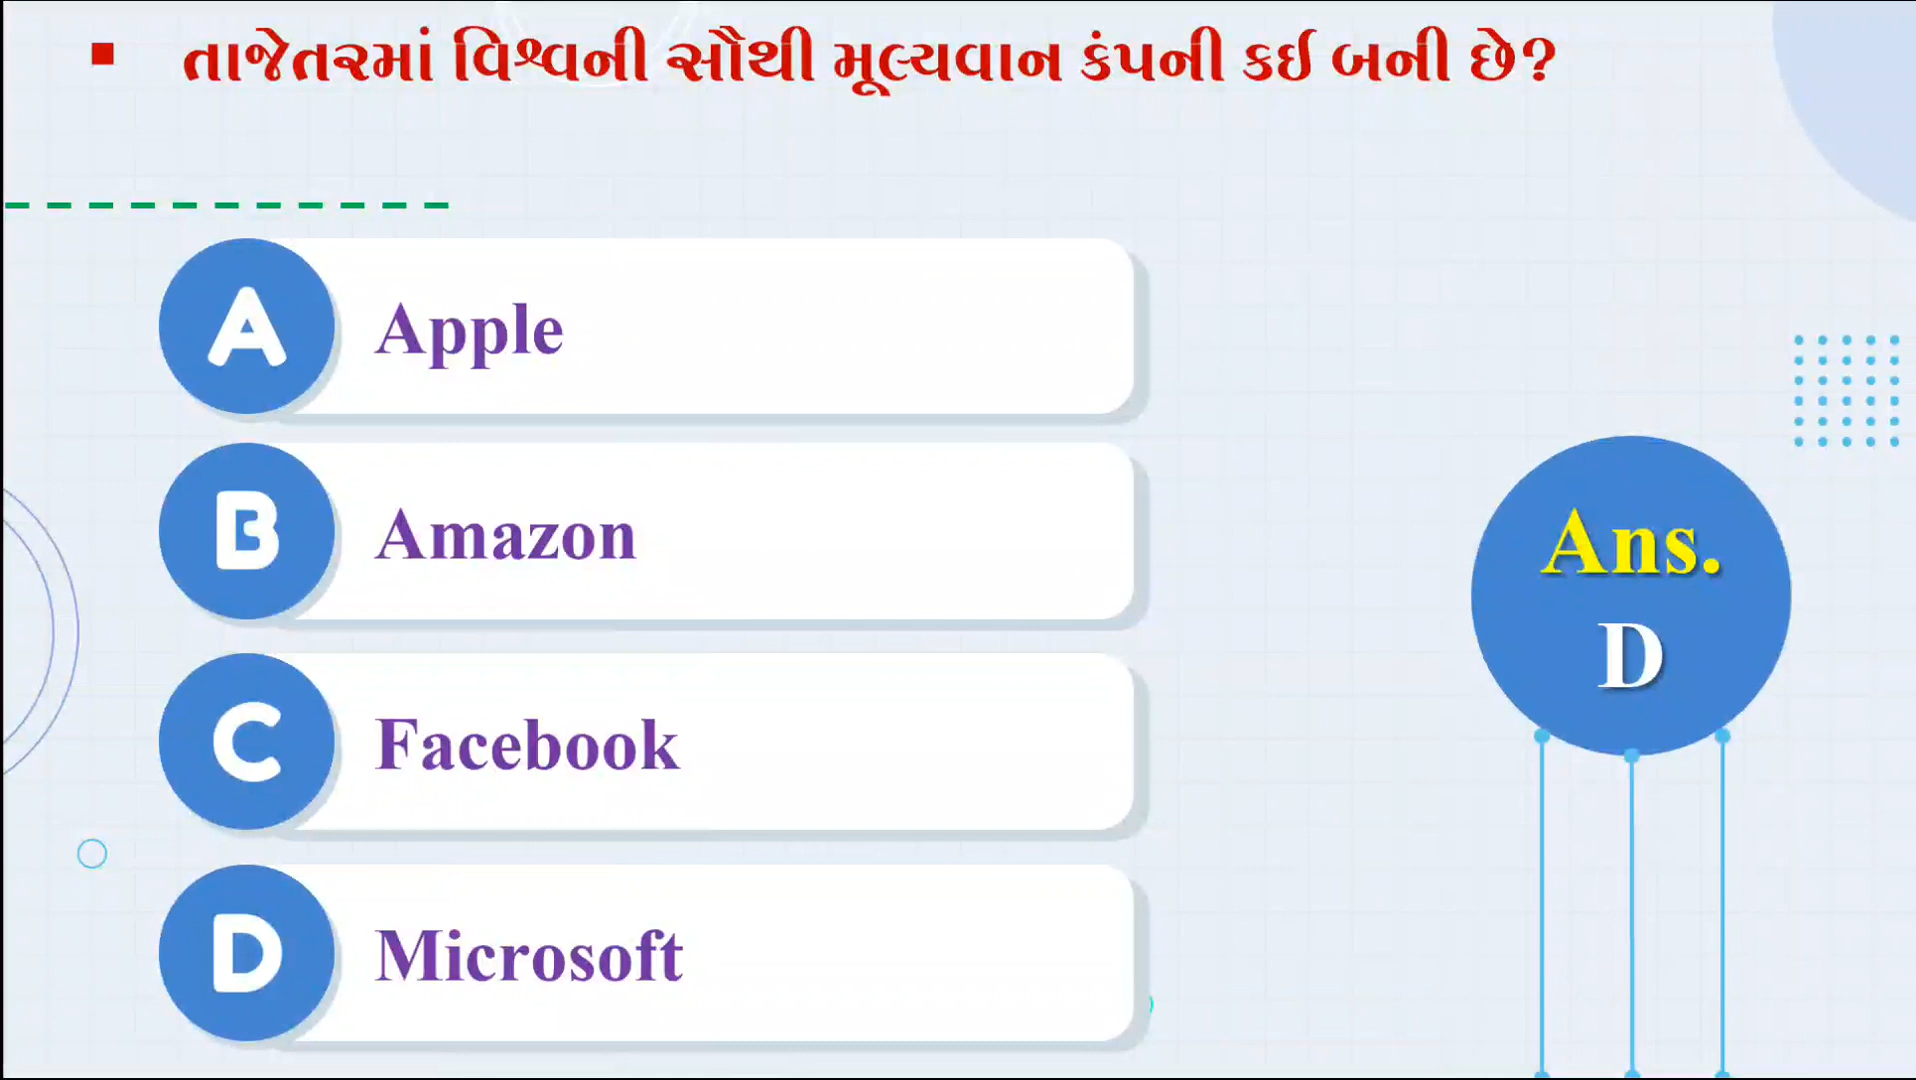 ▪ તાજેતરમાં વિશ્વની સૌથી મૂલ્યવાન કંપની કઈ બની છે?
A Apple
B Amazon
C Facebook
D Microsoft
Ans.
D